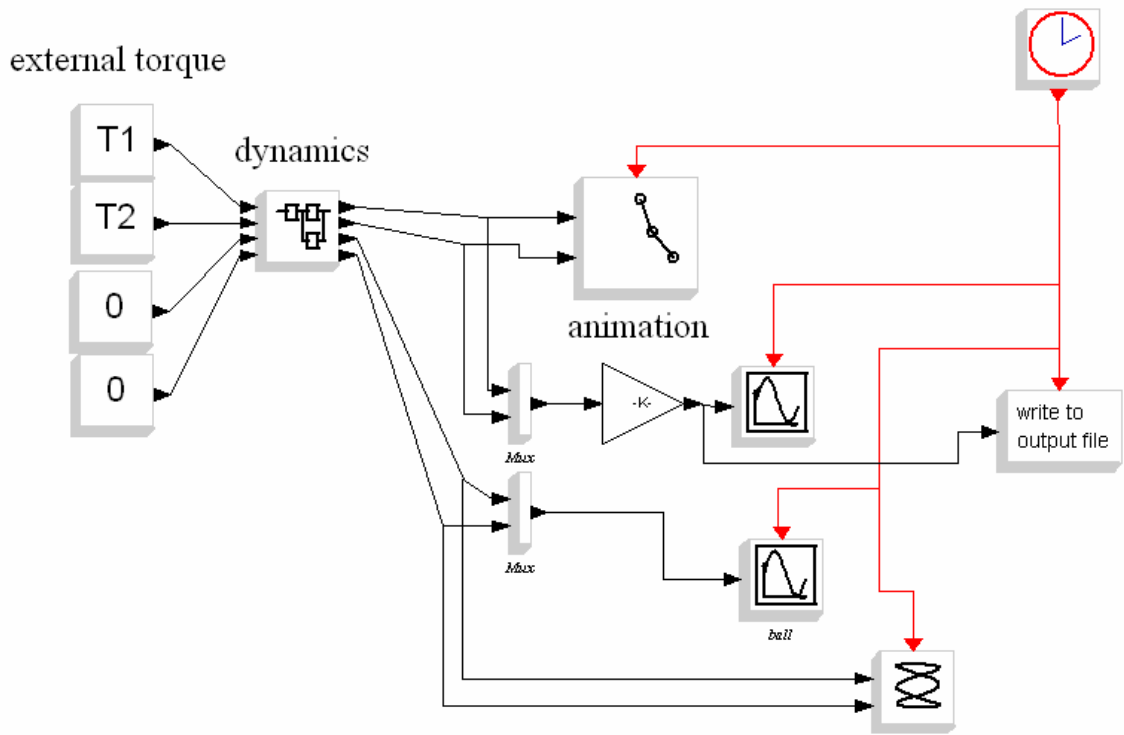 external torque
T1
dynamics
T2
0
animation
0
-K-
write to
output file
Mux
Mux
ball